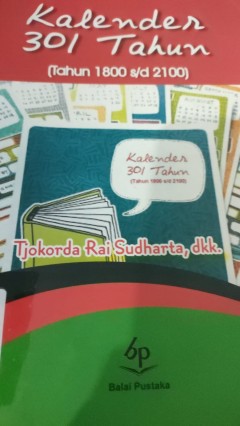 Kalender
301 Tahun
(Tahun 1800 s/d 2100)
Kalender
301 Tahun
(Tahun 1800 s/d 2100)
Tjokorda Rai Sudharta, dkk.
bp
Balai Pustaka